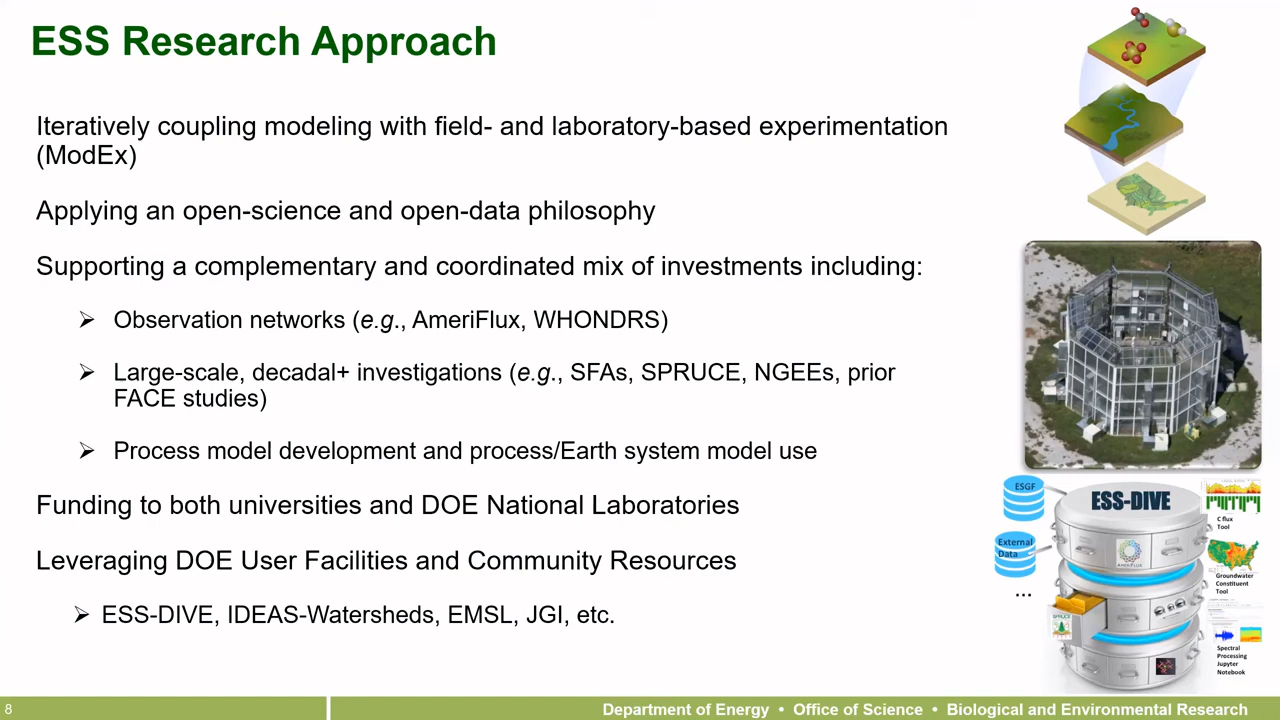 ESS Research Approach
Iteratively coupling modeling with field- and laboratory-based experimentation
(ModEx)
Applying an open-science and open-data philosophy
Supporting a complementary and coordinated mix of investments including:
➢ Observation networks (e.g., AmeriFlux, WHONDRS)
➢ Large-scale, decadal+ investigations (e.g., SFAs, SPRUCE, NGEEs, prior
FACE studies)
➢ Process model development and process/Earth system model use
Funding to both universities and DOE National Laboratories
Leveraging DOE User Facilities and Community Resources
➢ ESS-DIVE, IDEAS-Watersheds, EMSL, JGI, etc.
ESGF
External
Data
...
ESS-DIVE
AMERIFLUX
SPRUCE
C flux
Tool
Groundwater
Constituent
Tool
Spectral
Processing
Jupyter
Notebook
8
Department of Energy • Office of Science • Biological and Environmental Research